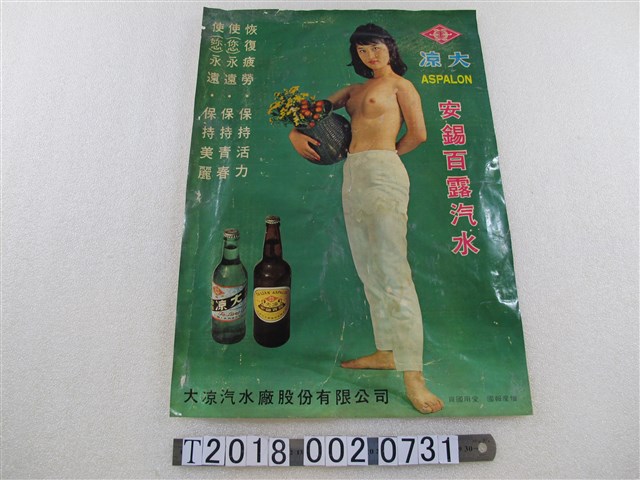 大凉
ASPALON
安錫百露汽水
恢復疲勞・保持活力
使(您)永遠・保持青春
使(妳)永遠・保持美麗
大凉
大凉汽水廠股份有限公司
T2018 002 0731
30